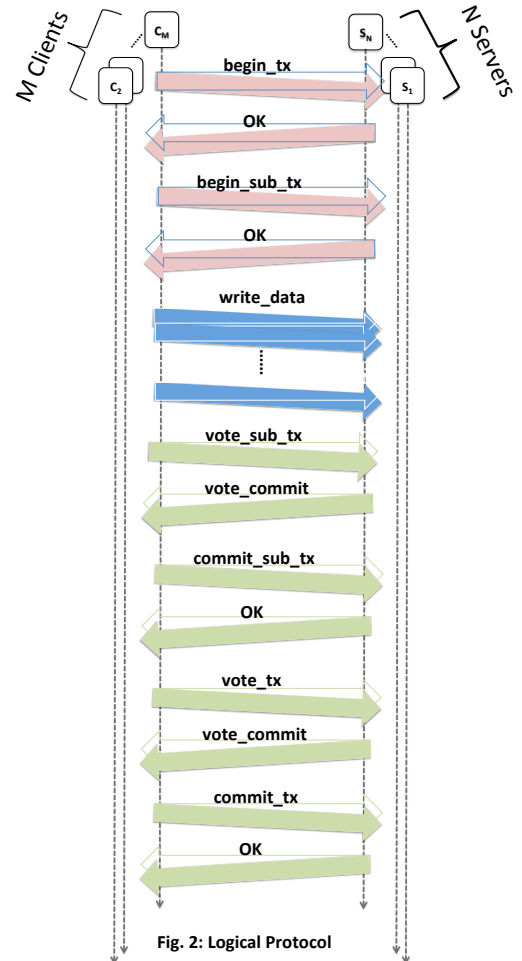 M Clients
N Servers
C_M
S_N
C_2
S_1
begin_tx
OK
begin_sub_tx
OK
write_data
vote_sub_tx
vote_commit
commit_sub_tx
OK
vote_tx
vote_commit
commit_tx
OK
Fig. 2: Logical Protocol